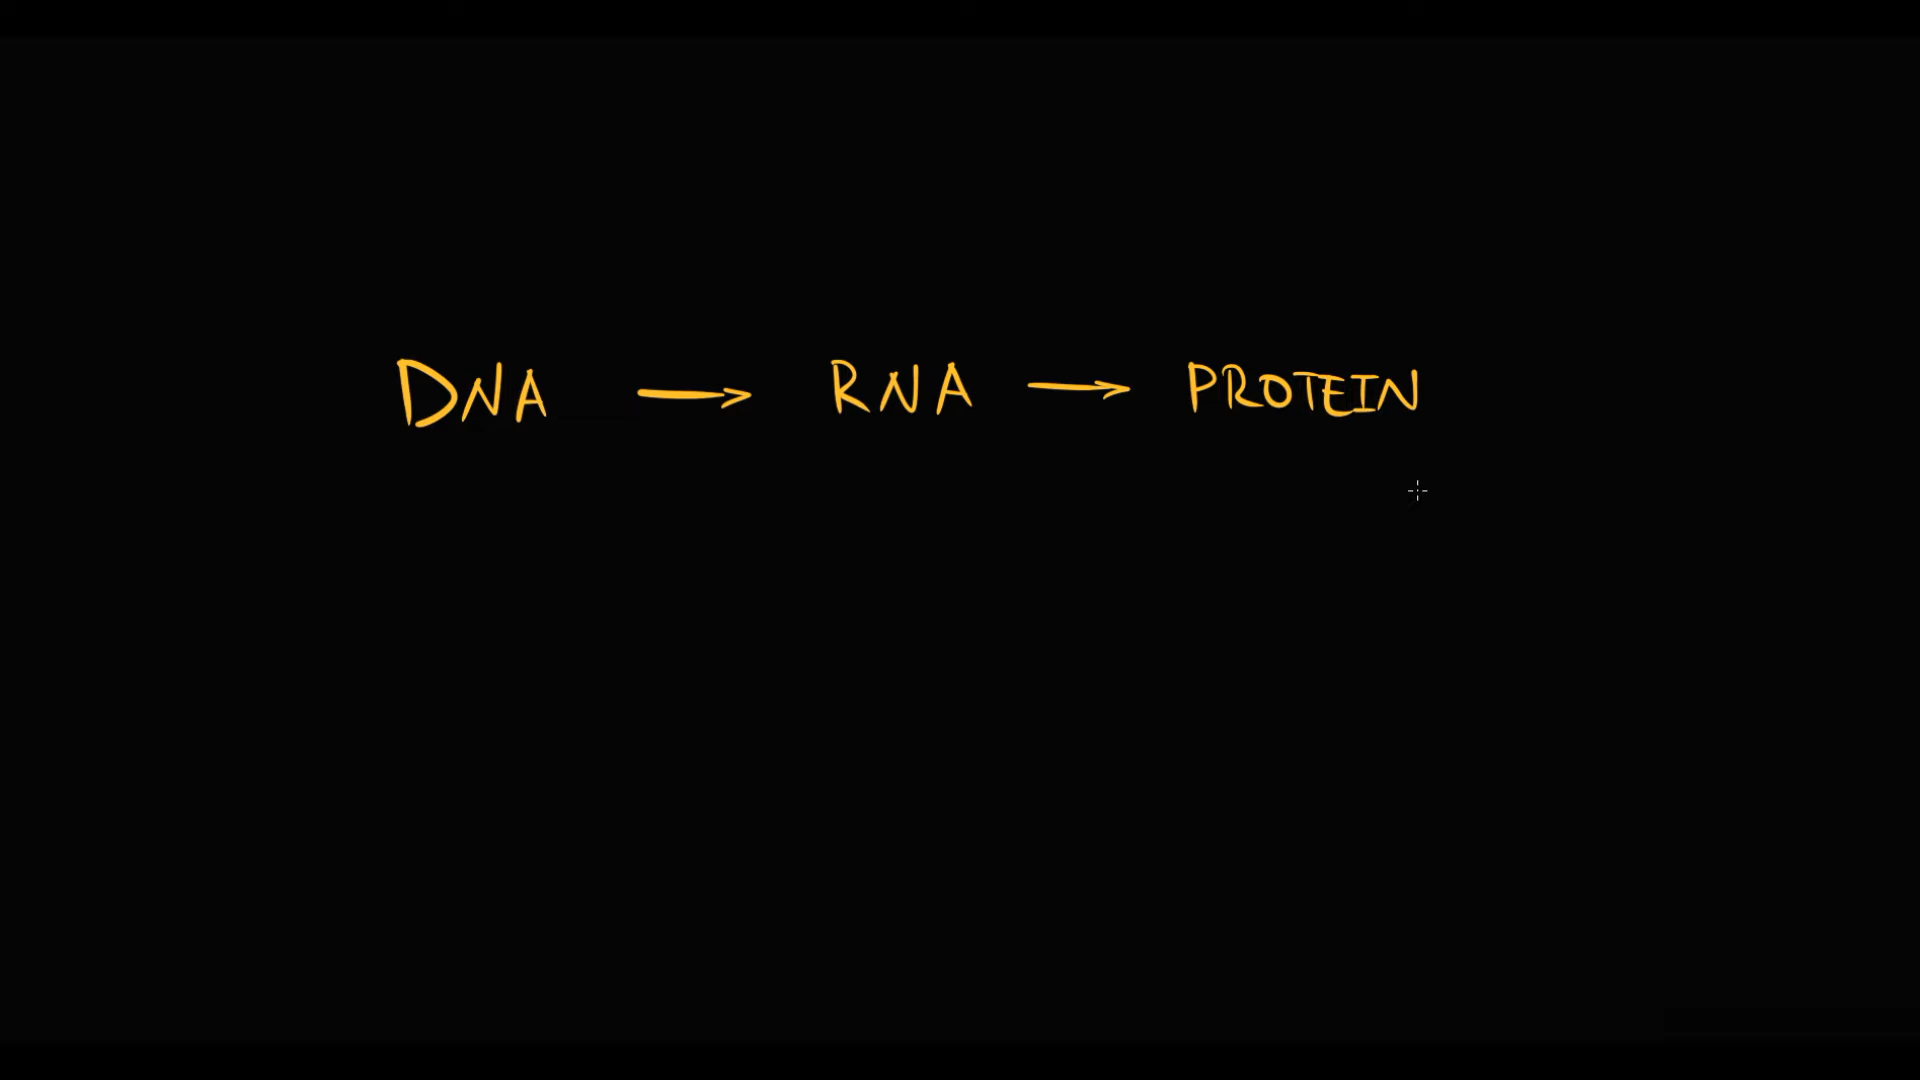 DNA → RNA → PROTEIN